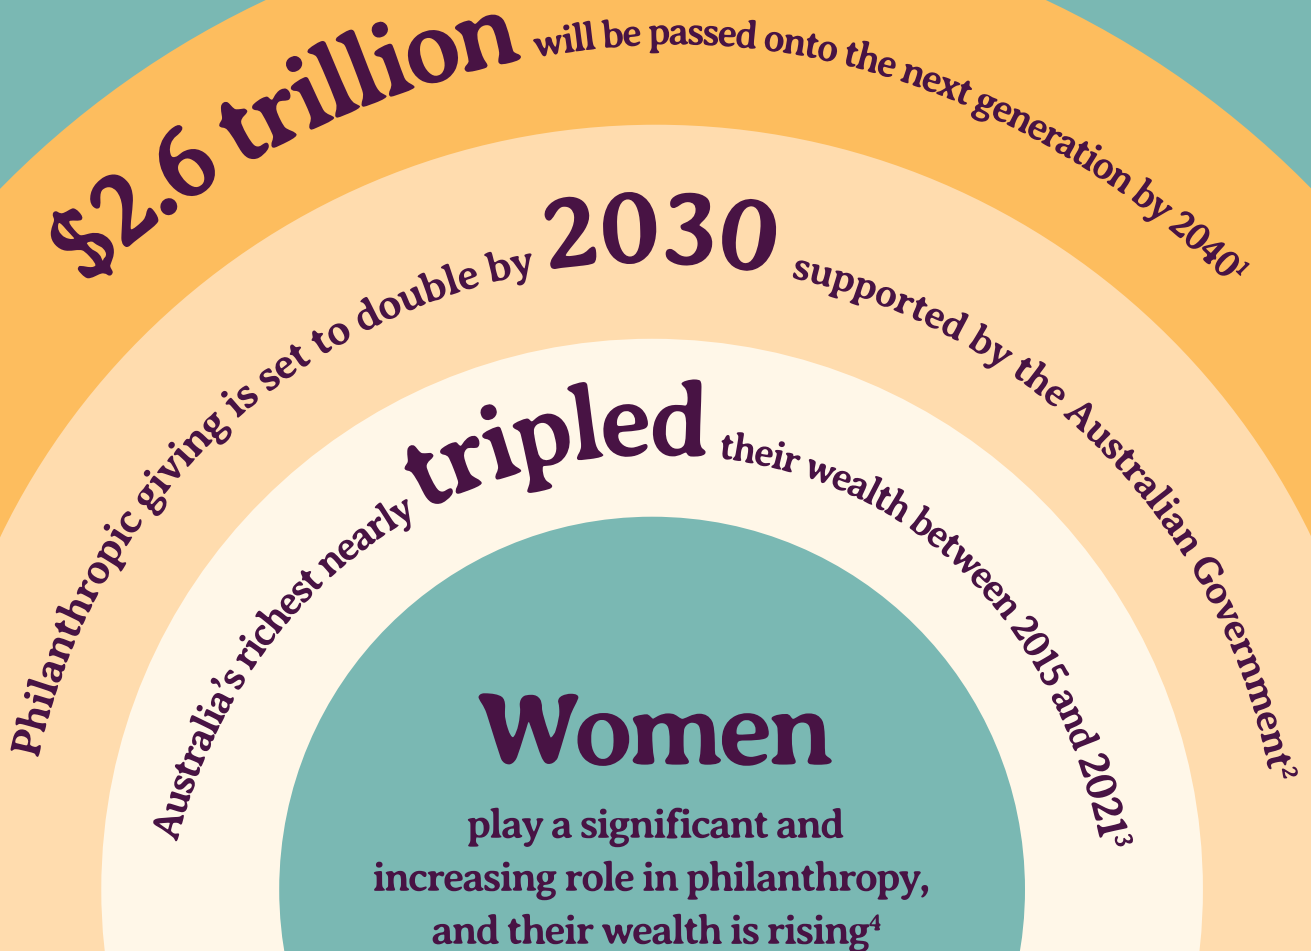 $2.6 trillion will be passed onto the next generation by 2040¹
Philanthropic giving is set to double by 2030 supported by the Australian Government²
Australia’s richest nearly tripled their wealth between 2015 and 2021³
Women
play a significant and
increasing role in philanthropy,
and their wealth is rising⁴